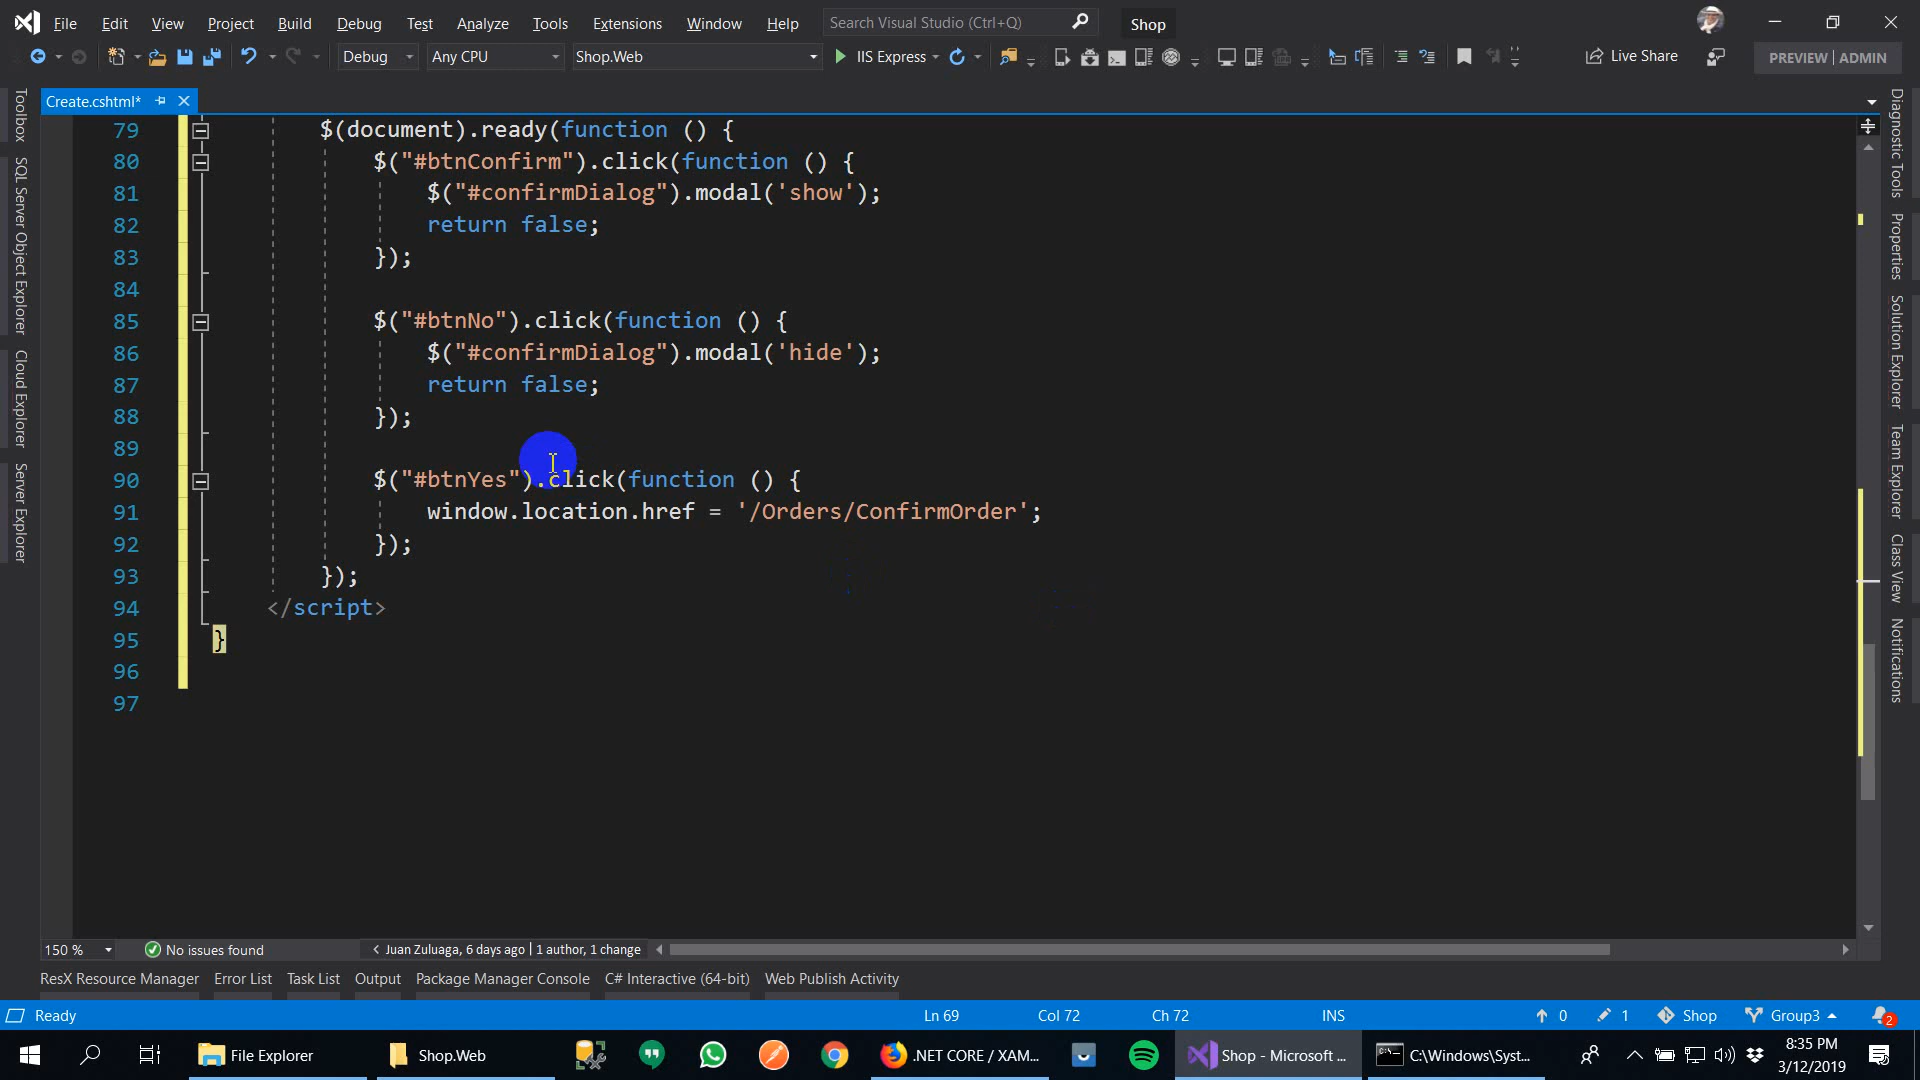 File Edit View Project Build Debug Test Analyze Tools Extensions Window Help Search Visual Studio (Ctrl+Q) Shop
Debug Any CPU Shop.Web IIS Express Live Share PREVIEW ADMIN
Create.cshtml*
79 $(document).ready(function () {
80 $("#btnConfirm").click(function () {
81 $("#confirmDialog").modal('show');
82 return false;
83 });
84
85 $("#btnNo").click(function () {
86 $("#confirmDialog").modal('hide');
87 return false;
88 });
89
90 $("#btnYes").click(function () {
91 window.location.href = '/Orders/ConfirmOrder';
92 });
93 });
94 </script>
95 }
96
97
Toolbox
SQL Server Object Explorer
Cloud Explorer
Server Explorer
Diagnostic Tools
Properties
Solution Explorer
Team Explorer
Class View
Notifications
150 % No issues found Juan Zuluaga, 6 days ago | 1 author, 1 change
ResX Resource Manager Error List Task List Output Package Manager Console C# Interactive (64-bit) Web Publish Activity
Ready Ln 69 Col 72 Ch 72 INS 0 1 Shop Group3 2
File Explorer Shop.Web .NET CORE / XAM... Shop - Microsoft ... C:\Windows\Syst... 8:35 PM
3/12/2019